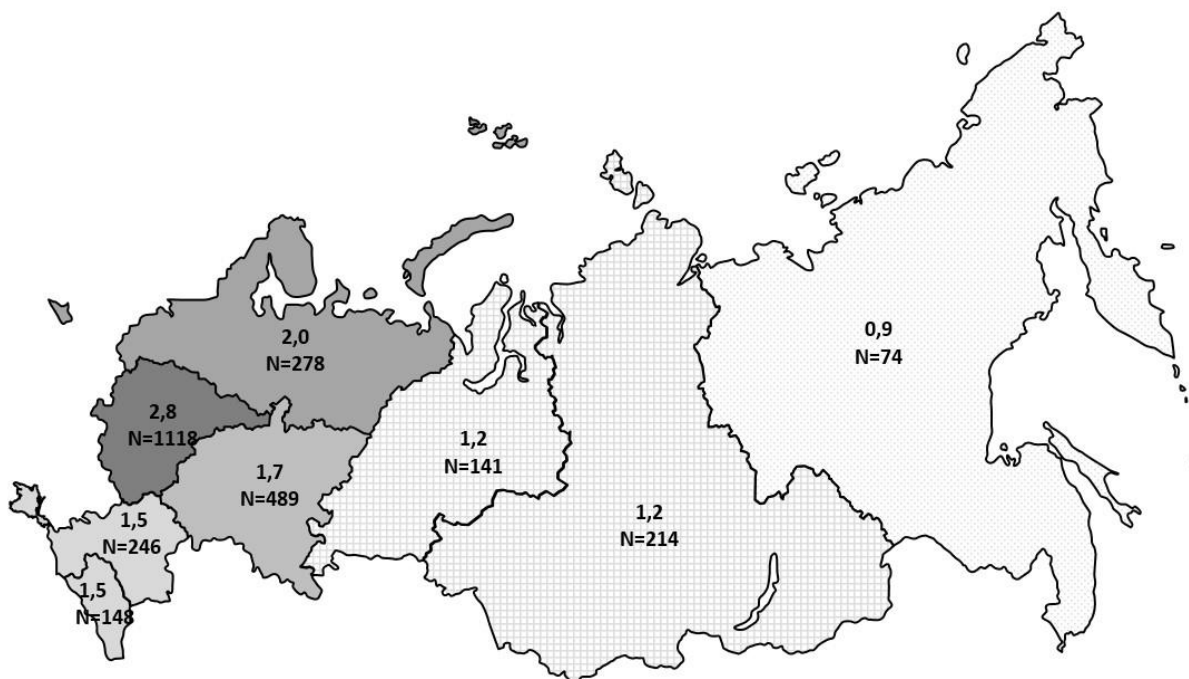 2,0
N=278
2,8
N=1118
1,7
N=489
1,5
N=246
1,5
N=148
1,2
N=141
1,2
N=214
0,9
N=74